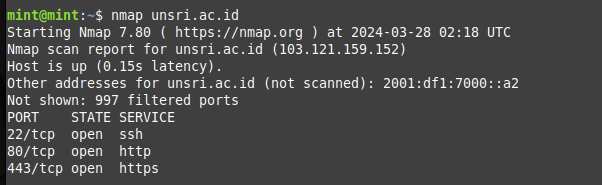 mint@mint:~$ nmap unsri.ac.id
Starting Nmap 7.80 ( https://nmap.org ) at 2024-03-28 02:18 UTC
Nmap scan report for unsri.ac.id (103.121.159.152)
Host is up (0.15s latency).
Other addresses for unsri.ac.id (not scanned): 2001:df1:7000::a2
Not shown: 997 filtered ports
PORT    STATE SERVICE
22/tcp  open  ssh
80/tcp  open  http
443/tcp open  https